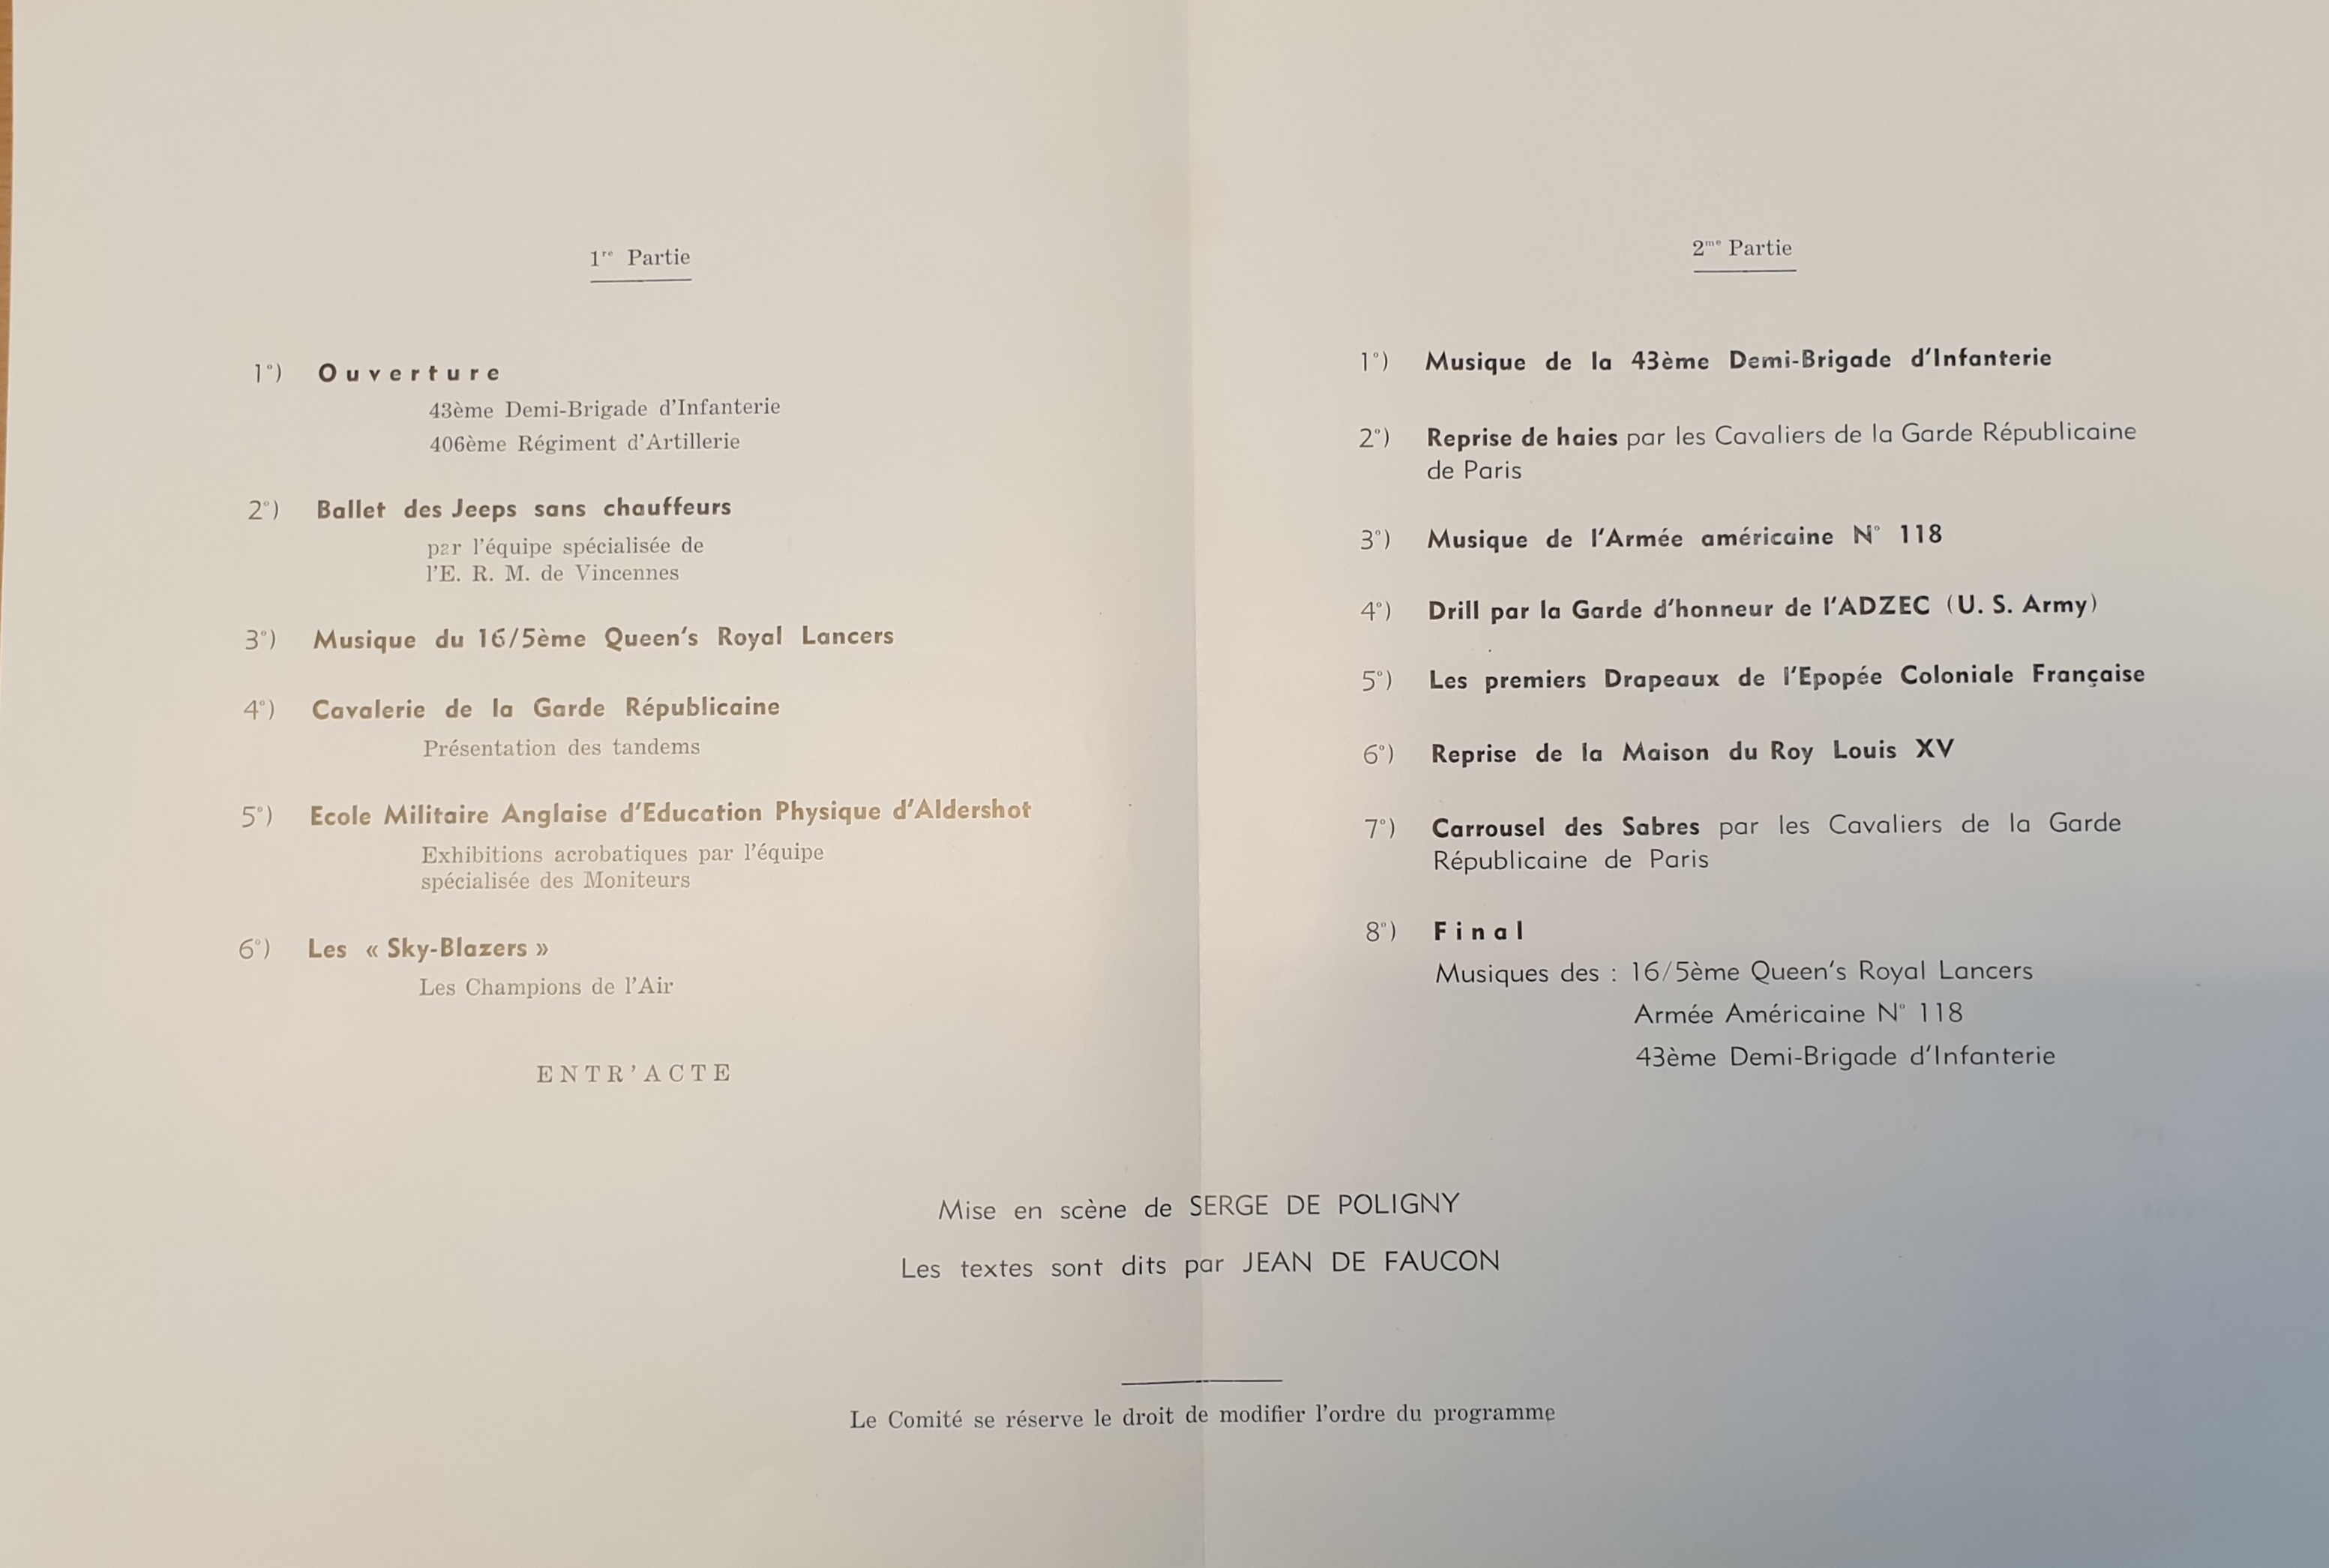 1re Partie
1°) Ouverture
43ème Demi-Brigade d'Infanterie
406ème Régiment d'Artillerie
2°) Ballet des Jeeps sans chauffeurs
par l'équipe spécialisée de
l'E. R. M. de Vincennes
3°) Musique du 16/5ème Queen's Royal Lancers
4°) Cavalerie de la Garde Républicaine
Présentation des tandems
5°) Ecole Militaire Anglaise d'Education Physique d'Aldershot
Exhibitions acrobatiques par l'équipe
spécialisée des Moniteurs
6°) Les « Sky-Blazers »
Les Champions de l'Air
ENTR'ACTE
2me Partie
1°) Musique de la 43ème Demi-Brigade d'Infanterie
2°) Reprise de haies par les Cavaliers de la Garde Républicaine
de Paris
3°) Musique de l'Armée américaine N° 118
4°) Drill par la Garde d'honneur de l'ADZEC (U. S. Army)
5°) Les premiers Drapeaux de l'Epopée Coloniale Française
6°) Reprise de la Maison du Roy Louis XV
7°) Carrousel des Sabres par les Cavaliers de la Garde
Républicaine de Paris
8°) Final
Musiques des : 16/5ème Queen's Royal Lancers
Armée Américaine N° 118
43ème Demi-Brigade d'Infanterie
Mise en scène de SERGE DE POLIGNY
Les textes sont dits par JEAN DE FAUCON
Le Comité se réserve le droit de modifier l'ordre du programme